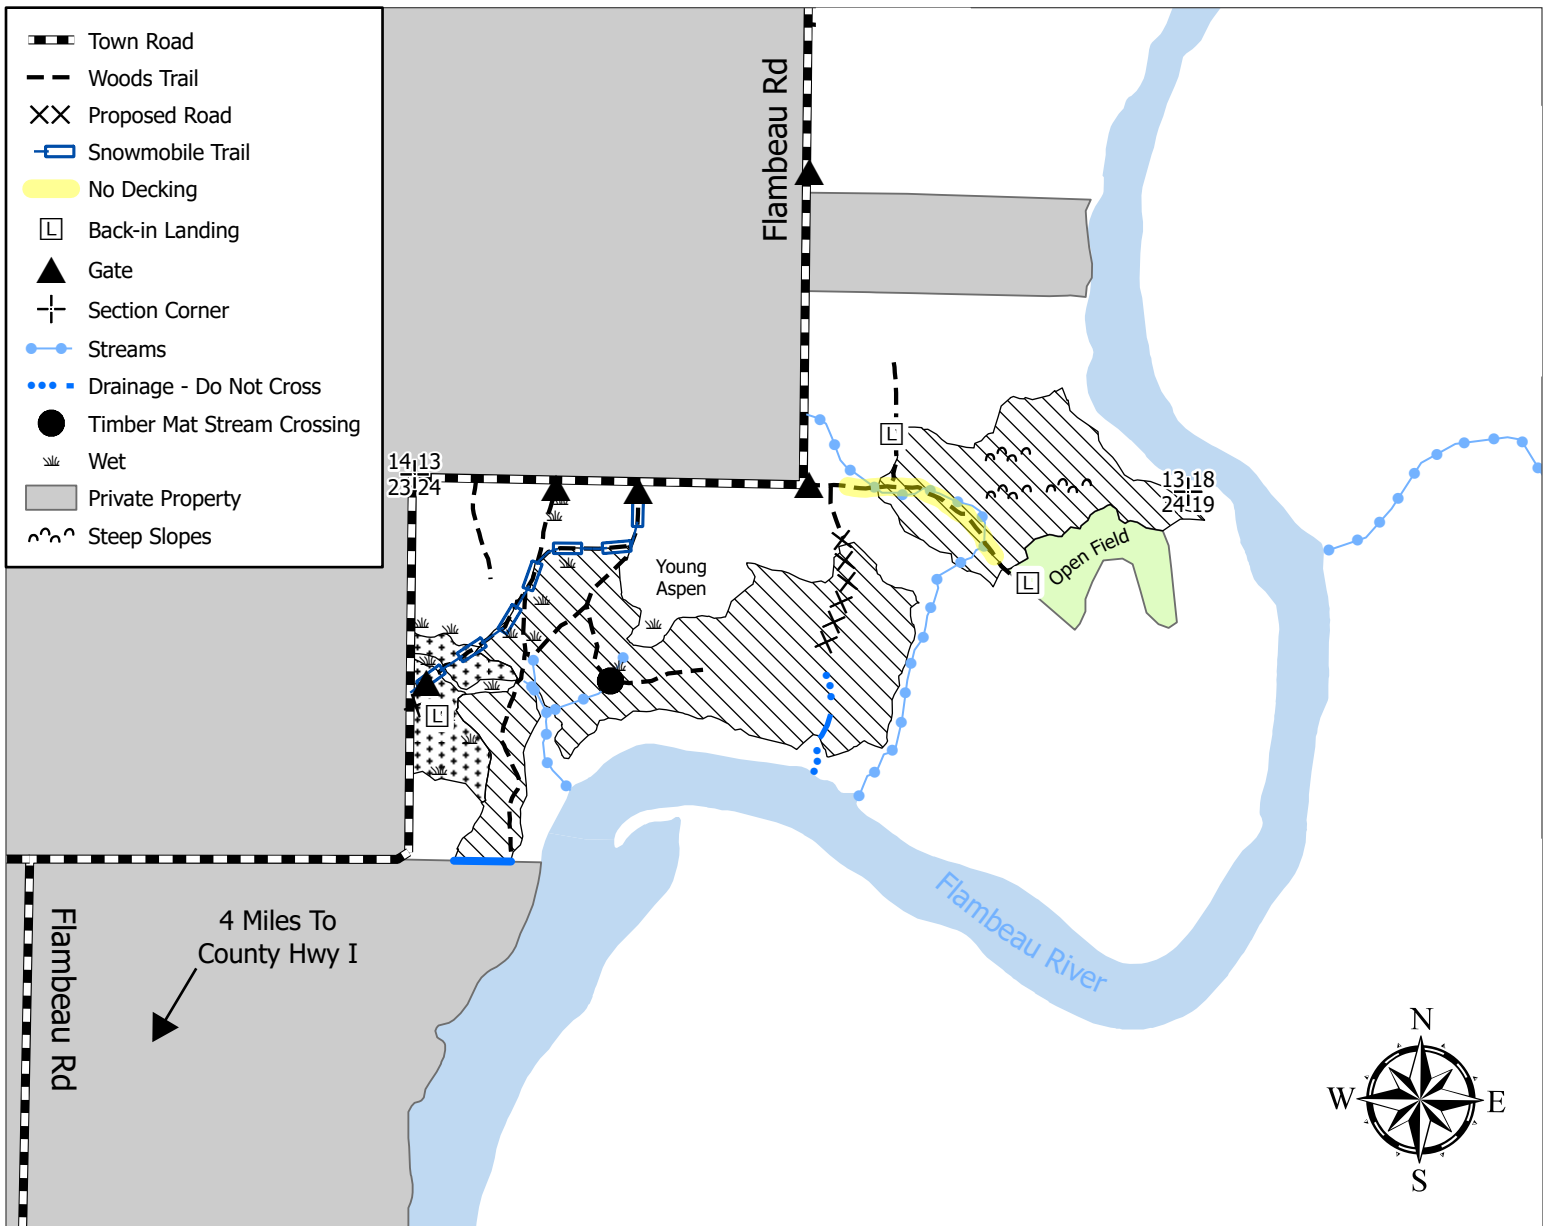 Town Road
Woods Trail
Proposed Road
Snowmobile Trail
No Decking
L Back-in Landing
Gate
Section Corner
Streams
Drainage - Do Not Cross
Timber Mat Stream Crossing
Wet
Private Property
Steep Slopes
Flambeau Rd
L
14 13
23 24
13 18
24 19
Young
Aspen
Open Field
L
L
Flambeau Rd
4 Miles To
County Hwy I
Flambeau River
N
W E
S